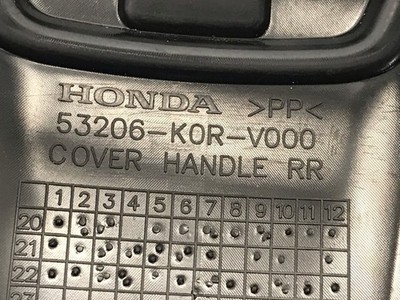 HONDA >PP<
53206-K0R-V000
COVER HANDLE RR
1 2 3 4 5 6 7 8 9 10 11 12
20
21
22